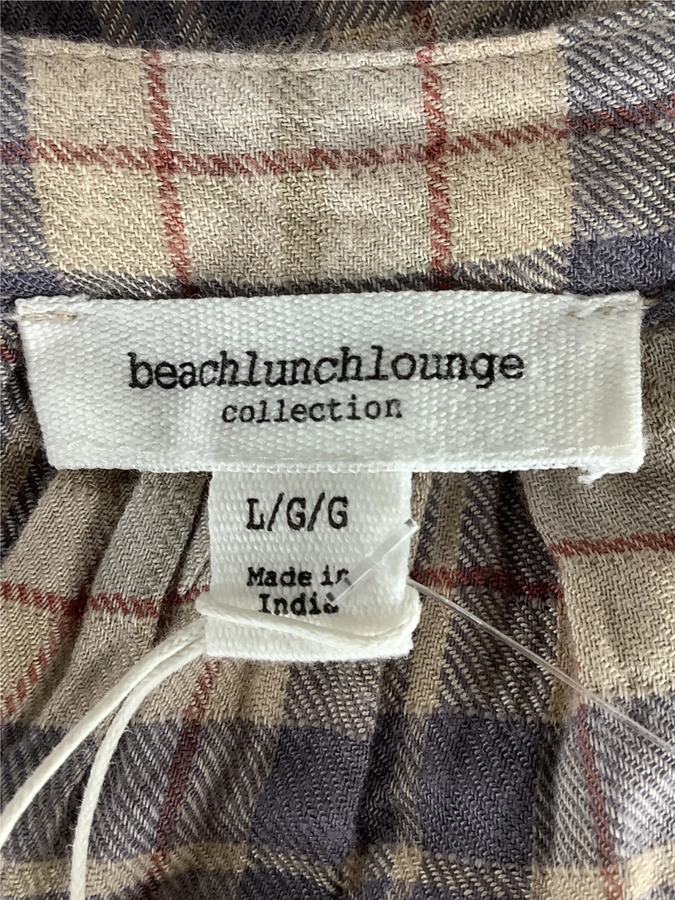 beachlunchlounge
collection
L/G/G
Made in
India